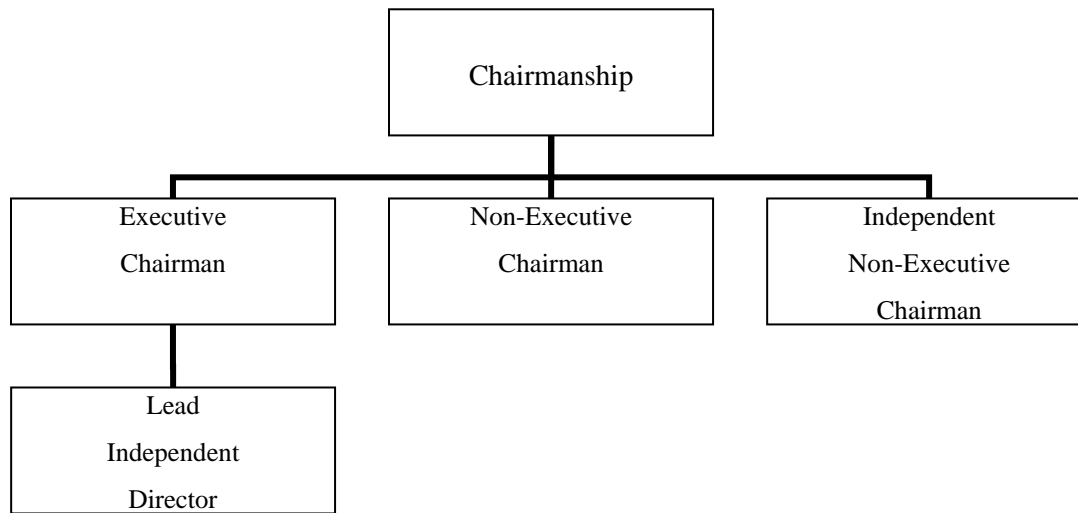 Chairmanship
Executive
Chairman
Non-Executive
Chairman
Independent
Non-Executive
Chairman
Lead
Independent
Director